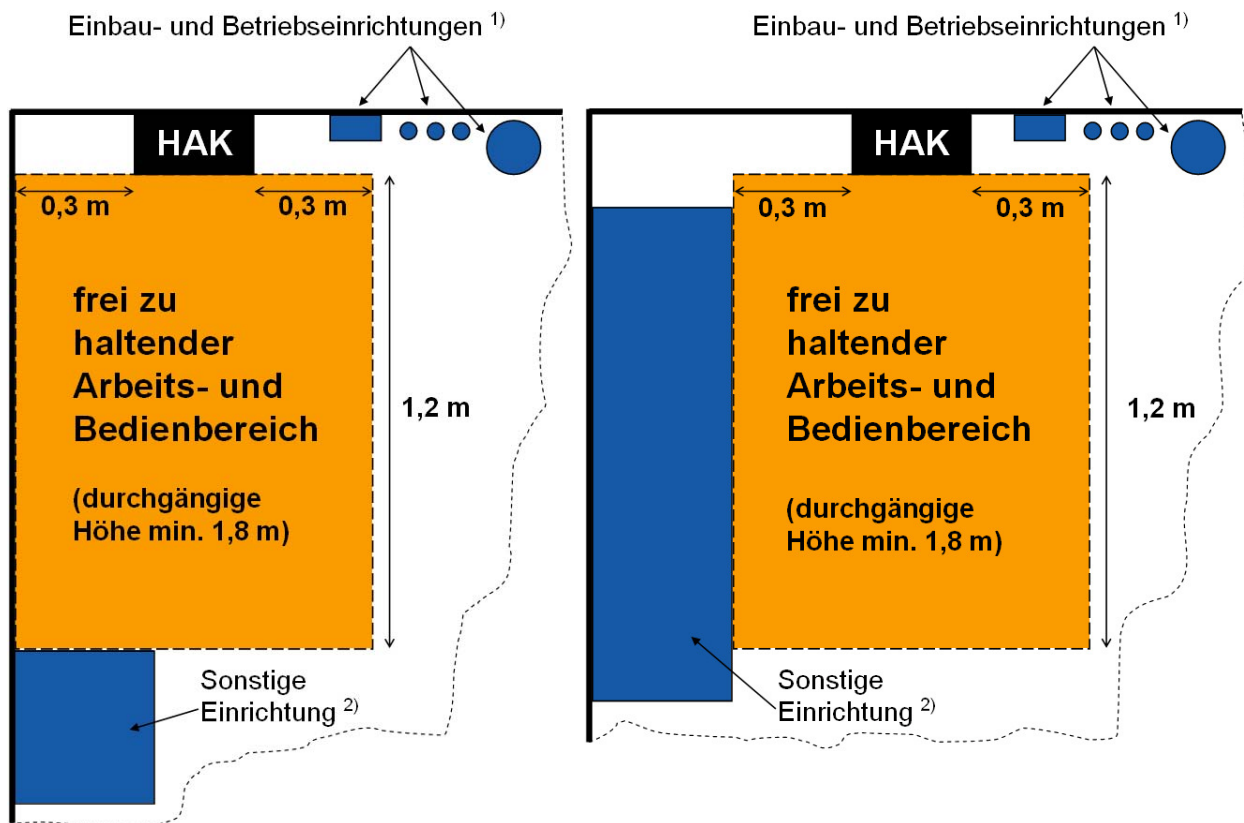 Einbau- und Betriebseinrichtungen 1)
HAK
0,3 m
0,3 m
frei zu
haltender
Arbeits- und
Bedienbereich
(durchgängige
Höhe min. 1,8 m)
1,2 m
Sonstige
Einrichtung 2)
Einbau- und Betriebseinrichtungen 1)
HAK
0,3 m
0,3 m
frei zu
haltender
Arbeits- und
Bedienbereich
(durchgängige
Höhe min. 1,8 m)
1,2 m
Sonstige
Einrichtung 2)